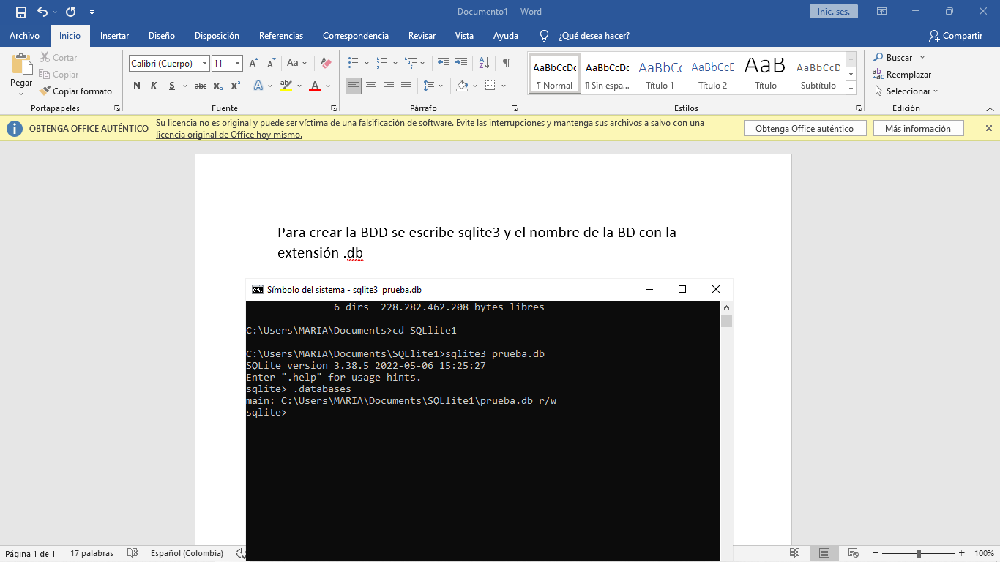 Documento1 - Word
Inic. ses.
Archivo Inicio Insertar Diseño Disposición Referencias Correspondencia Revisar Vista Ayuda ¿Qué desea hacer? Compartir
Pegar
Cortar
Copiar
Copiar formato
Portapapeles
Calibri (Cuerpo) 11
N K S abc x₂ x²
Fuente
Párrafo
AaBbCcDc AaBbCcDc AaBbCc AaBbCcD AaB AaBbCcD
¶ Normal ¶ Sin espa... Título 1 Título 2 Título Subtítulo
Estilos
Buscar
Reemplazar
Seleccionar
Edición
OBTENGA OFFICE AUTÉNTICO Su licencia no es original y puede ser víctima de una falsificación de software. Evite las interrupciones y mantenga sus archivos a salvo con una
licencia original de Office hoy mismo.
Obtenga Office auténtico Más información
Para crear la BDD se escribe sqlite3 y el nombre de la BD con la
extensión .db
Símbolo del sistema - sqlite3 prueba.db
6 dirs 228.282.462.208 bytes libres
C:\Users\MARIA\Documents>cd SQLlite1
C:\Users\MARIA\Documents\SQLlite1>sqlite3 prueba.db
SQLite version 3.38.5 2022-05-06 15:25:27
Enter ".help" for usage hints.
sqlite> .databases
main: C:\Users\MARIA\Documents\SQLlite1\prueba.db r/w
sqlite>
Página 1 de 1 17 palabras Español (Colombia) 100%